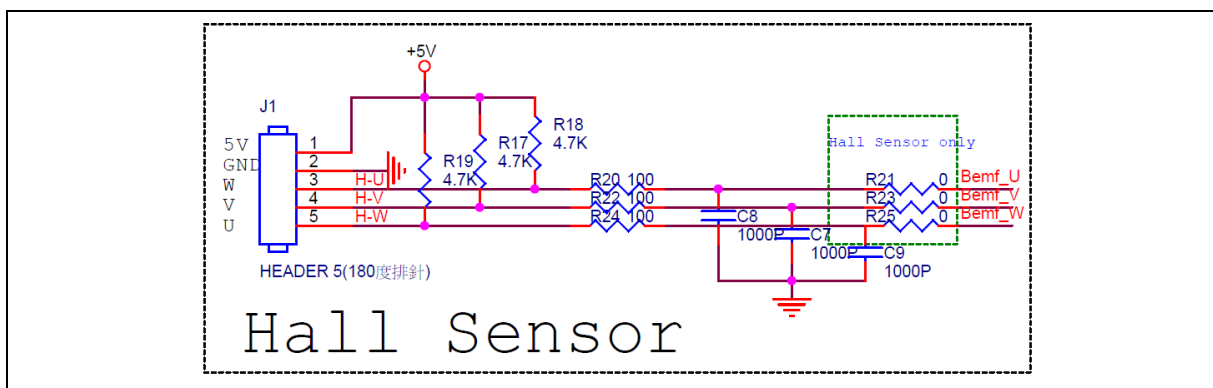 +5V
J1
5V 1
GND 2
W 3 H-U
V 4 H-V
U 5 H-W
R18
4.7K
R17
4.7K
R19
4.7K
R20 100
R22 100
R24 100
C8
1000P
C7
1000P
C9
1000P
Hall Sensor only
R21 0 Bemf_U
R23 0 Bemf_V
R25 0 Bemf_W
HEADER 5(180度排針)
Hall Sensor